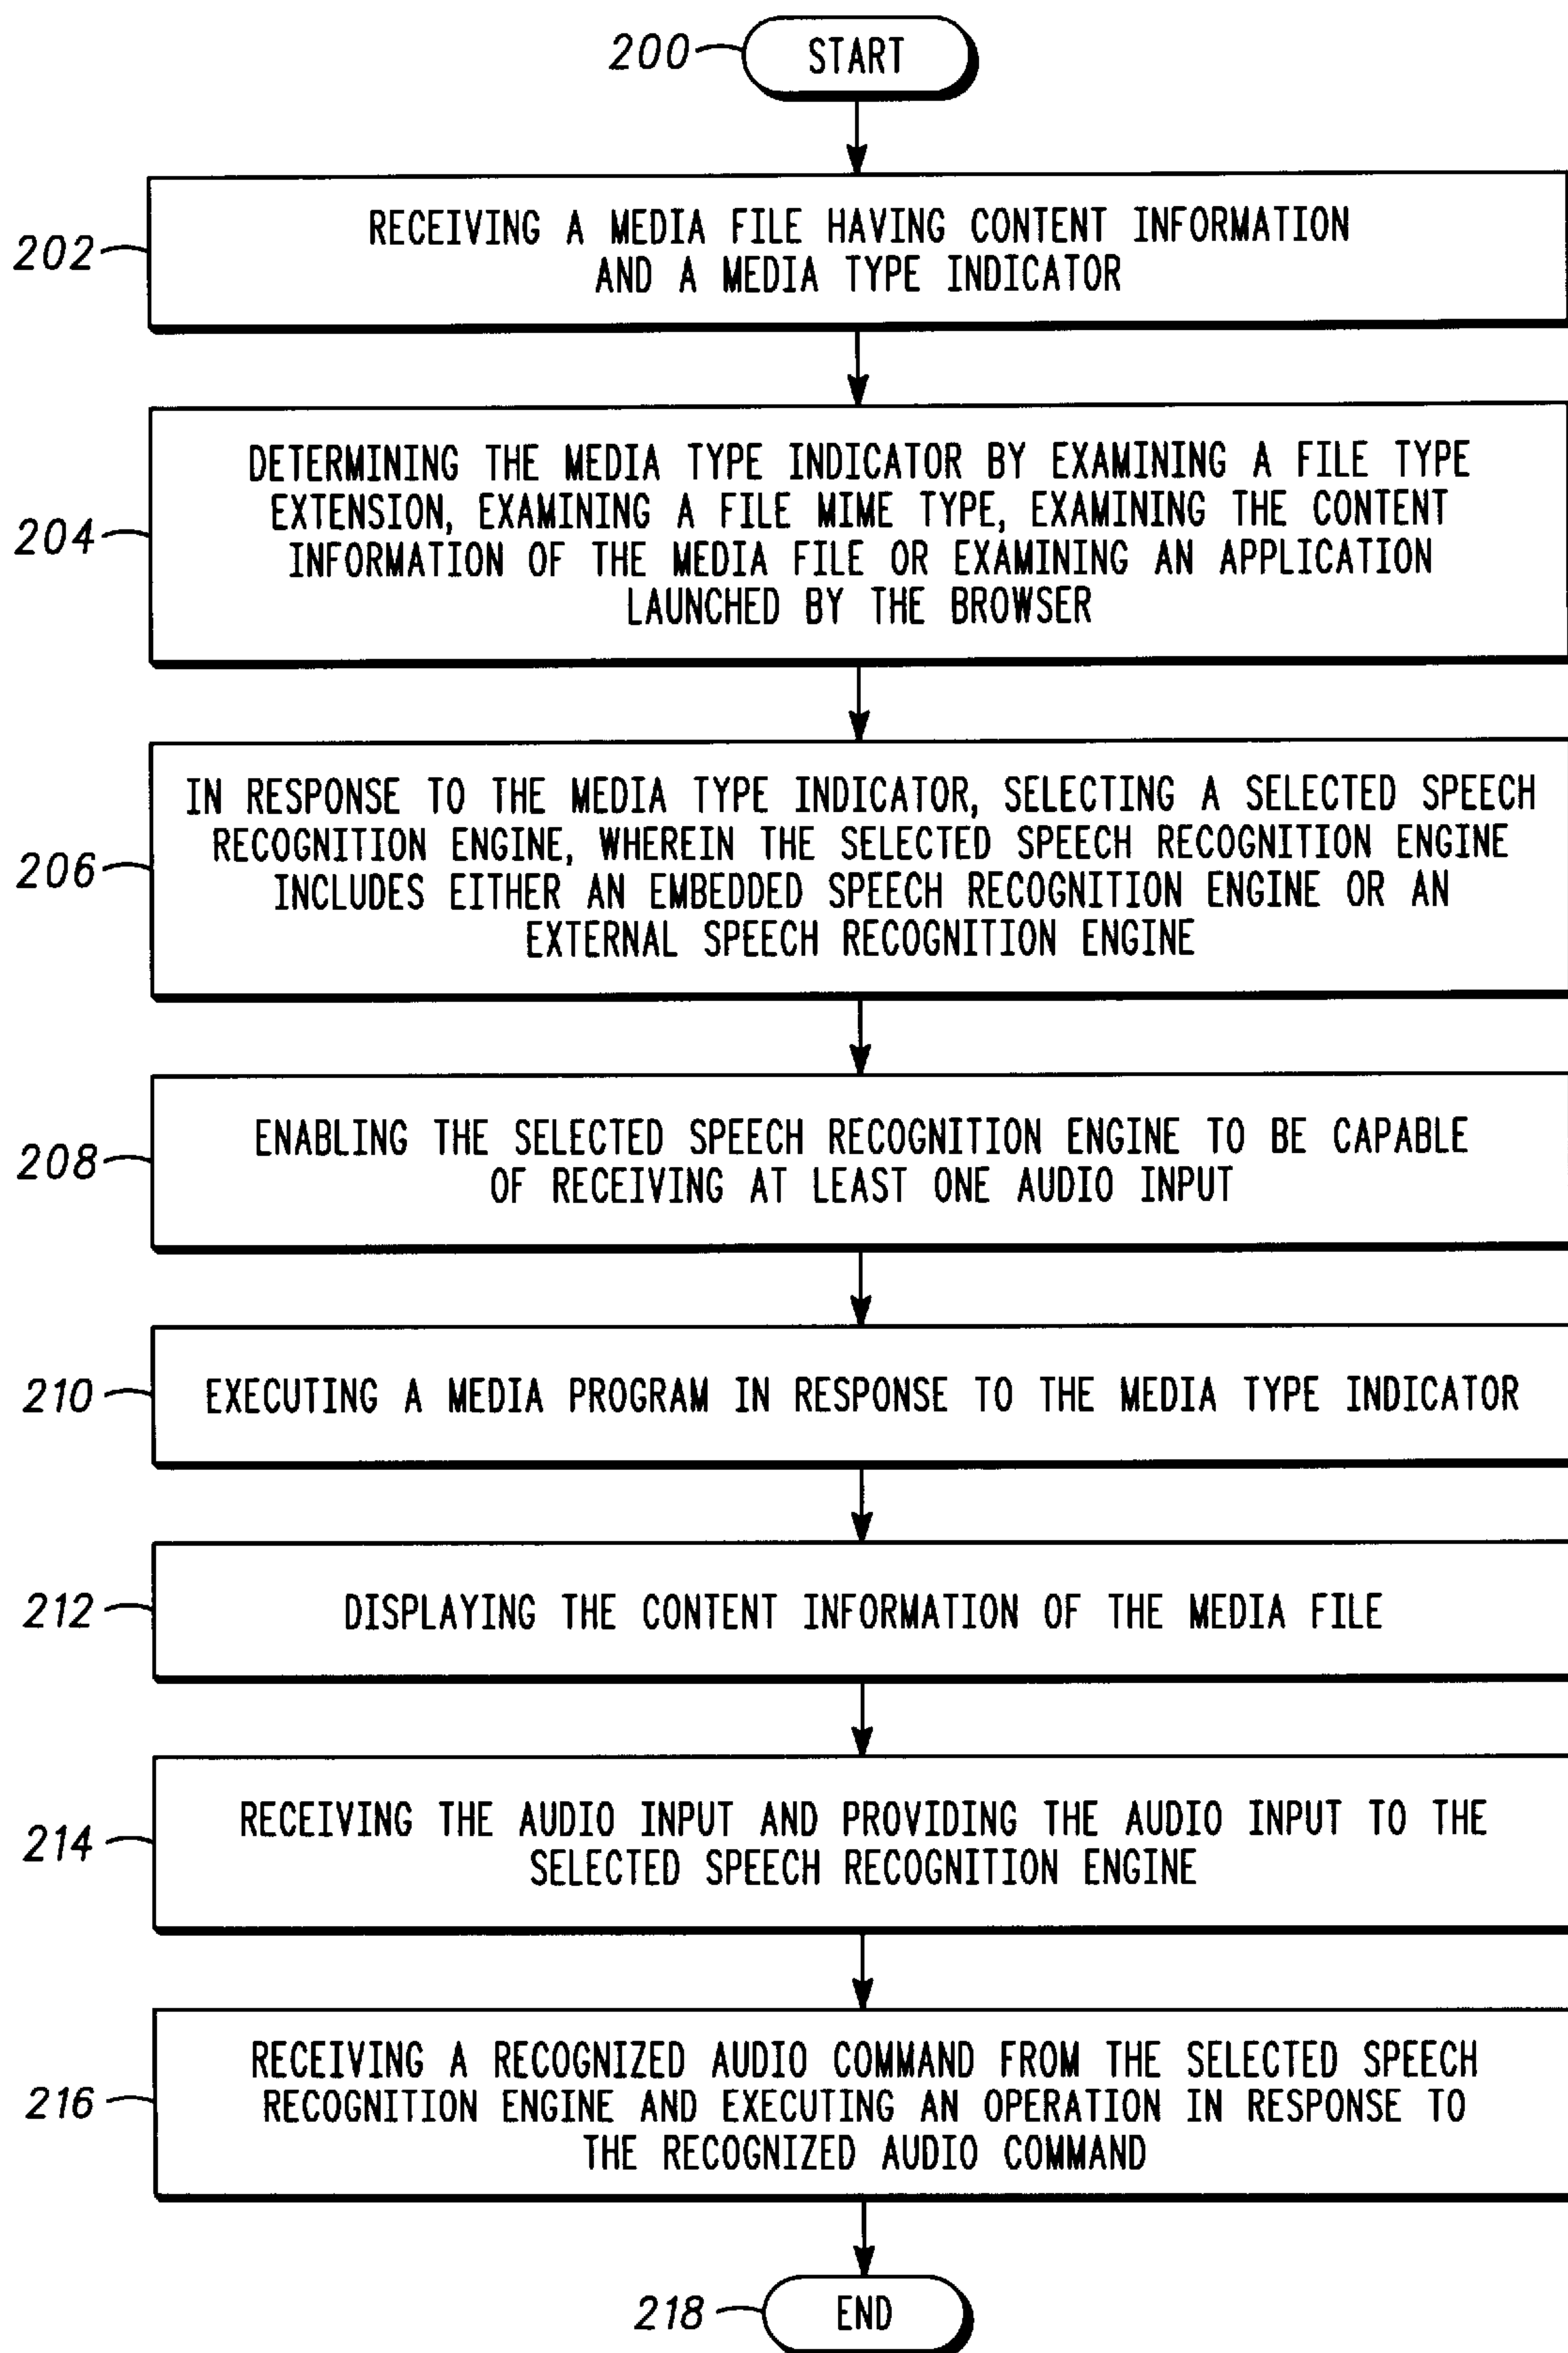 200
START
202
RECEIVING A MEDIA FILE HAVING CONTENT INFORMATION
AND A MEDIA TYPE INDICATOR
204
DETERMINING THE MEDIA TYPE INDICATOR BY EXAMINING A FILE TYPE
EXTENSION, EXAMINING A FILE MIME TYPE, EXAMINING THE CONTENT
INFORMATION OF THE MEDIA FILE OR EXAMINING AN APPLICATION
LAUNCHED BY THE BROWSER
206
IN RESPONSE TO THE MEDIA TYPE INDICATOR, SELECTING A SELECTED SPEECH
RECOGNITION ENGINE, WHEREIN THE SELECTED SPEECH RECOGNITION ENGINE
INCLUDES EITHER AN EMBEDDED SPEECH RECOGNITION ENGINE OR AN
EXTERNAL SPEECH RECOGNITION ENGINE
208
ENABLING THE SELECTED SPEECH RECOGNITION ENGINE TO BE CAPABLE
OF RECEIVING AT LEAST ONE AUDIO INPUT
210
EXECUTING A MEDIA PROGRAM IN RESPONSE TO THE MEDIA TYPE INDICATOR
212
DISPLAYING THE CONTENT INFORMATION OF THE MEDIA FILE
214
RECEIVING THE AUDIO INPUT AND PROVIDING THE AUDIO INPUT TO THE
SELECTED SPEECH RECOGNITION ENGINE
216
RECEIVING A RECOGNIZED AUDIO COMMAND FROM THE SELECTED SPEECH
RECOGNITION ENGINE AND EXECUTING AN OPERATION IN RESPONSE TO
THE RECOGNIZED AUDIO COMMAND
218
END